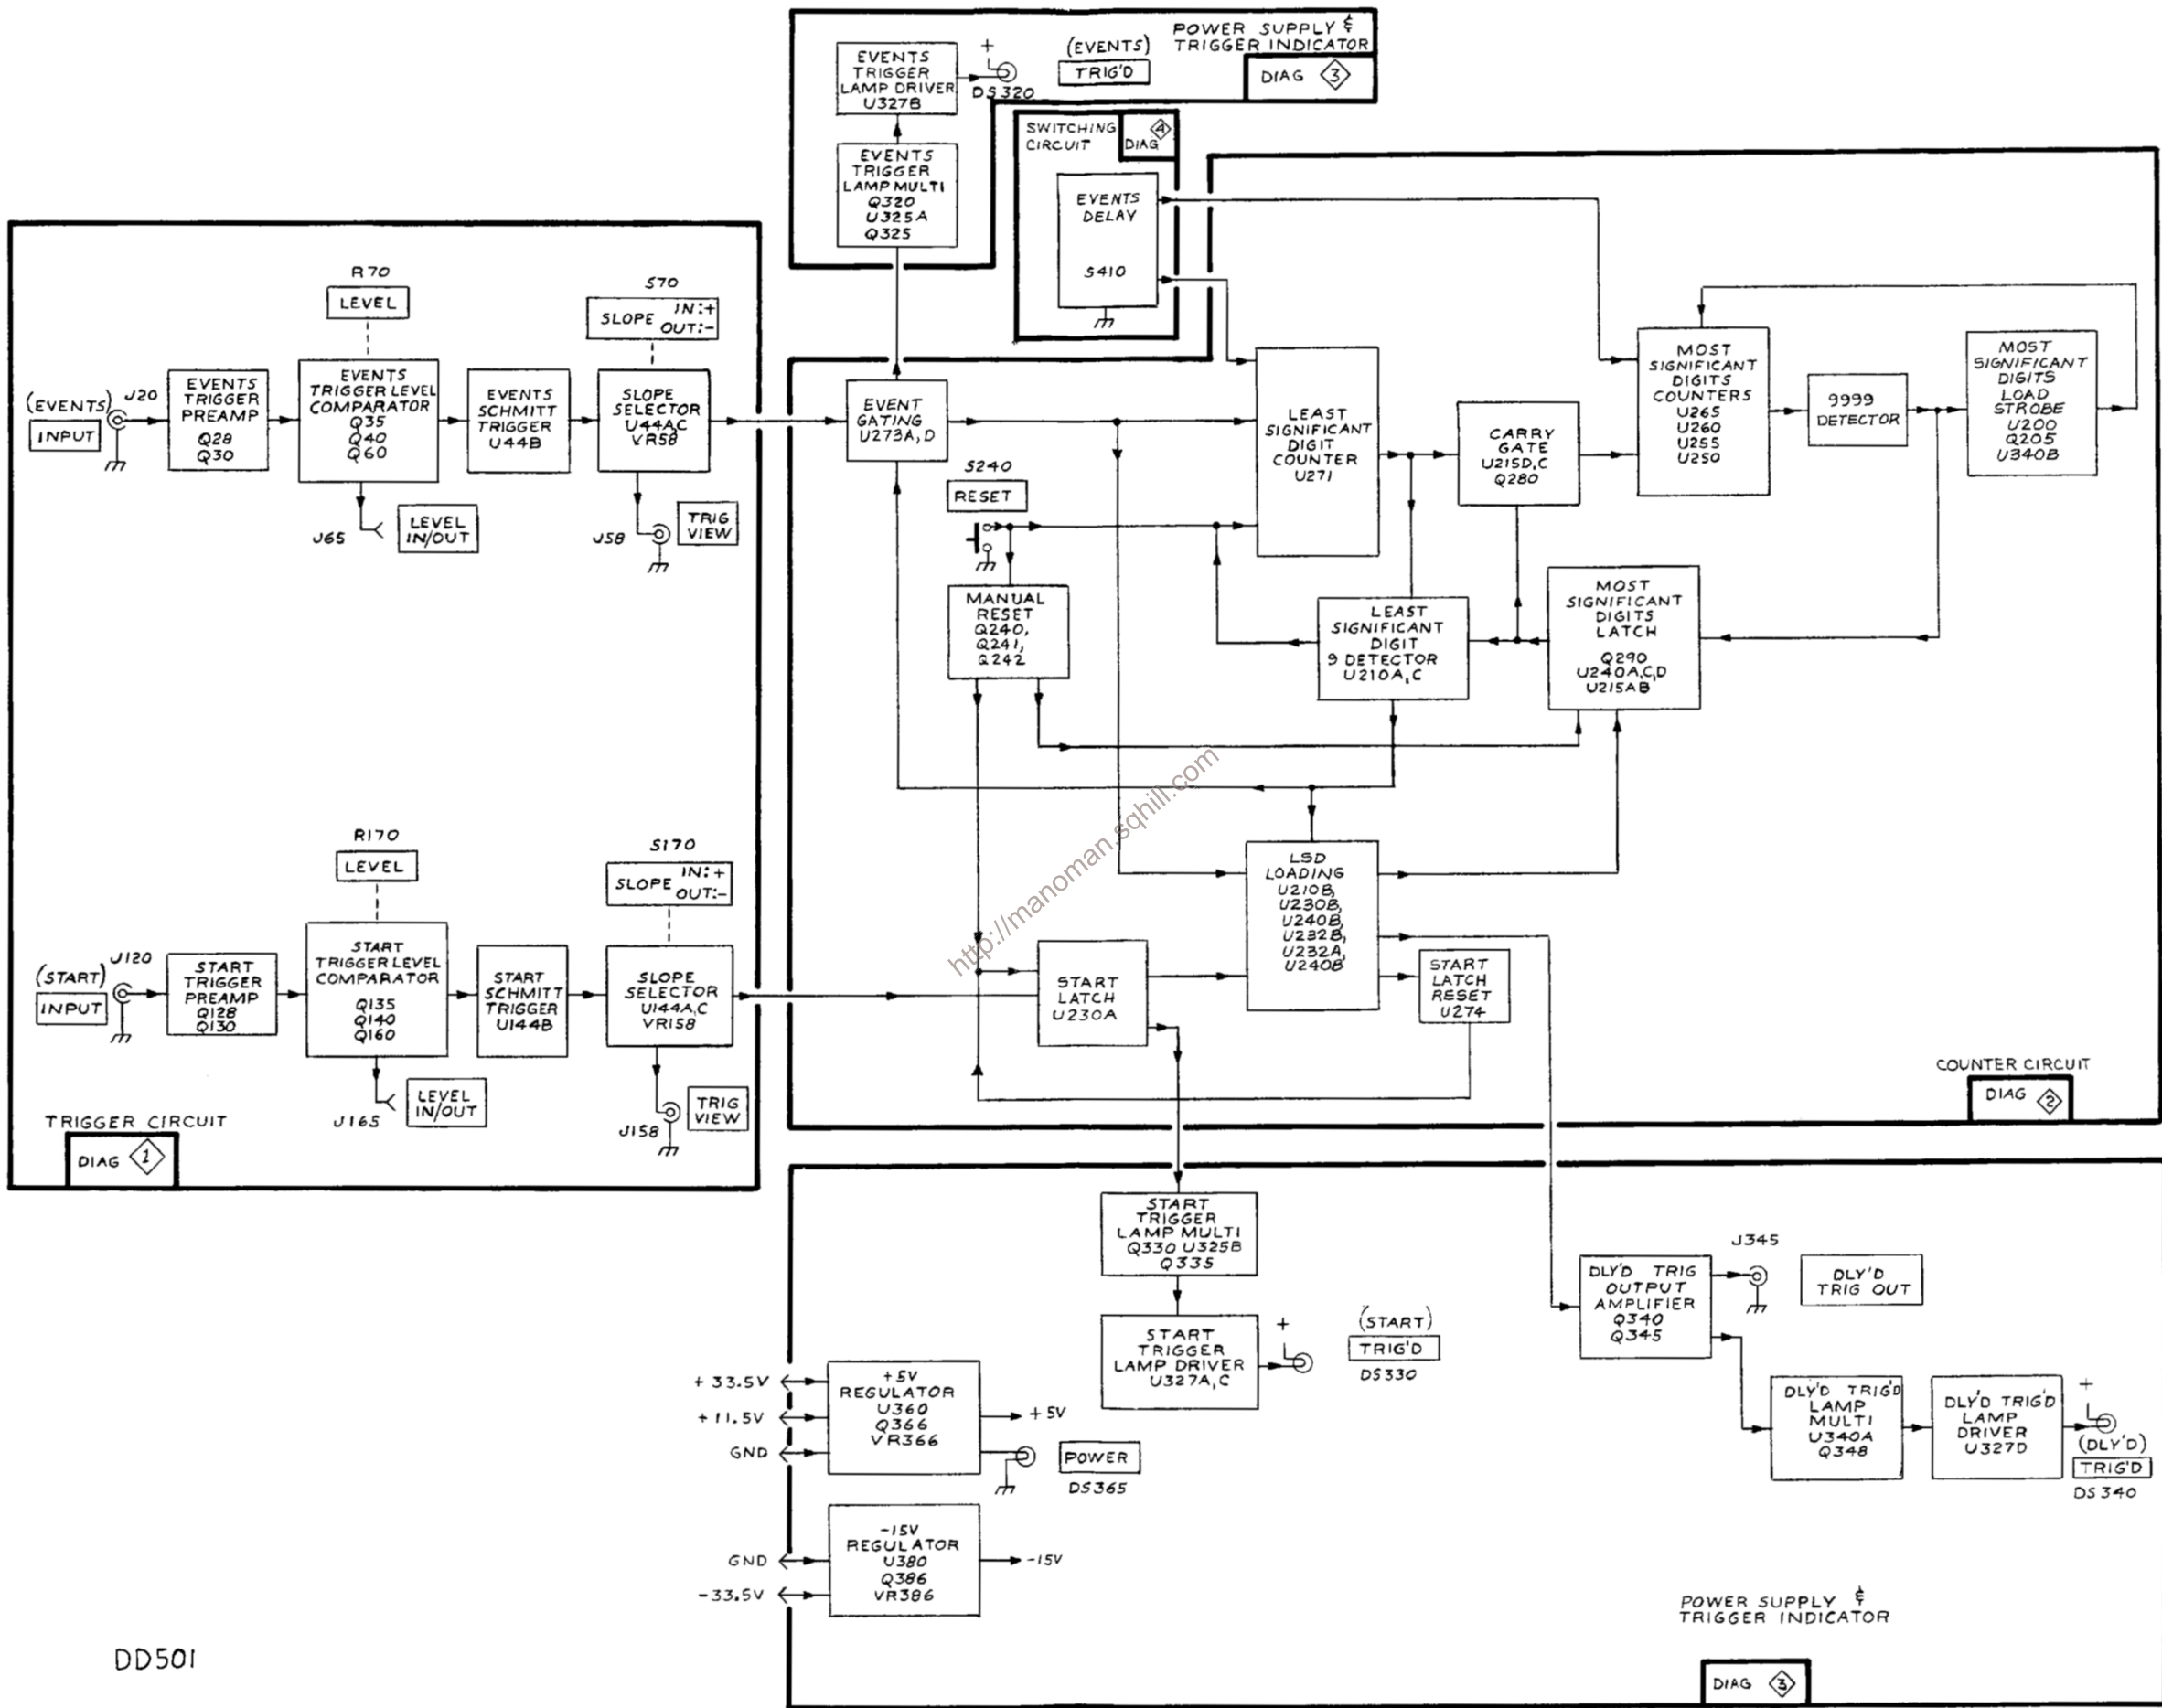 POWER SUPPLY &
TRIGGER INDICATOR
DIAG 3
EVENTS
TRIGGER
LAMP DRIVER
U327B
+
DS320
(EVENTS)
TRIG'D
EVENTS
TRIGGER
LAMP MULTI
Q320
U325A
Q325
SWITCHING
CIRCUIT
DIAG 4
EVENTS
DELAY
S410
(EVENTS)
INPUT
J20
EVENTS
TRIGGER
PREAMP
Q28
Q30
R70
LEVEL
EVENTS
TRIGGER LEVEL
COMPARATOR
Q35
Q40
Q60
J65
LEVEL
IN/OUT
EVENTS
SCHMITT
TRIGGER
U44B
S70
SLOPE IN:+
OUT:-
SLOPE
SELECTOR
U44A,C
VR58
J58
TRIG
VIEW
(START)
INPUT
J120
START
TRIGGER
PREAMP
Q128
Q130
R170
LEVEL
START
TRIGGER LEVEL
COMPARATOR
Q135
Q140
Q160
J165
LEVEL
IN/OUT
START
SCHMITT
TRIGGER
U144B
S170
SLOPE IN:+
OUT:-
SLOPE
SELECTOR
U144A,C
VR158
J158
TRIG
VIEW
TRIGGER CIRCUIT
DIAG 1
EVENT
GATING
U273A,D
S240
RESET
MANUAL
RESET
Q240,
Q241,
Q242
LEAST
SIGNIFICANT
DIGIT
COUNTER
U271
CARRY
GATE
U215D,C
Q280
MOST
SIGNIFICANT
DIGITS
COUNTERS
U265
U260
U255
U250
9999
DETECTOR
MOST
SIGNIFICANT
DIGITS
LOAD
STROBE
U200
Q205
U340B
LEAST
SIGNIFICANT
DIGIT
9 DETECTOR
U210A,C
MOST
SIGNIFICANT
DIGITS
LATCH
Q290
U240A,C,D
U215AB
LSD
LOADING
U210B,
U230B,
U240B,
U232B,
U232A,
U240B
START
LATCH
U230A
START
LATCH
RESET
U274
COUNTER CIRCUIT
DIAG 2
http://manoman.sqhill.com
START
TRIGGER
LAMP MULTI
Q330 U325B
Q335
START
TRIGGER
LAMP DRIVER
U327A,C
+
(START)
TRIG'D
DS330
DLY'D TRIG
OUTPUT
AMPLIFIER
Q340
Q345
J345
DLY'D
TRIG OUT
DLY'D TRIG'D
LAMP
MULTI
U340A
Q348
DLY'D TRIG'D
LAMP
DRIVER
U327D
+
(DLY'D)
TRIG'D
DS340
+33.5V
+11.5V
GND
+5V
REGULATOR
U360
Q366
VR366
+5V
POWER
DS365
GND
-33.5V
-15V
REGULATOR
U380
Q386
VR386
-15V
POWER SUPPLY &
TRIGGER INDICATOR
DIAG 3
DD501